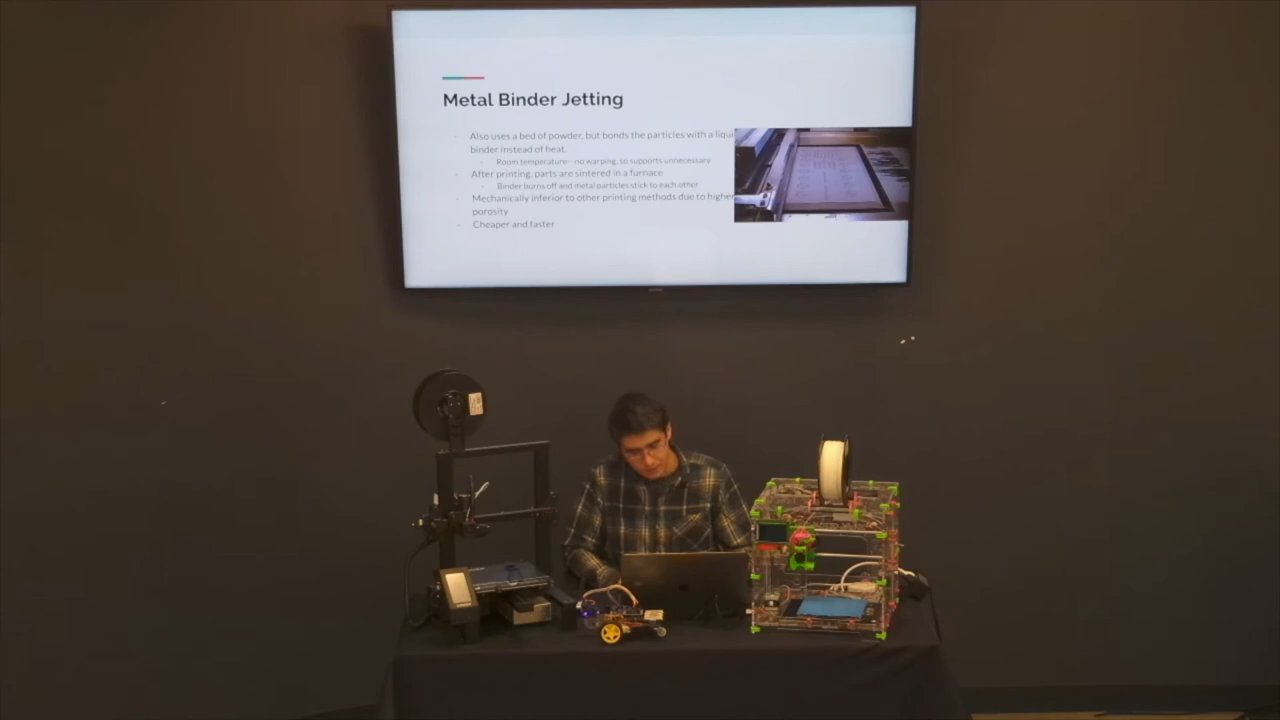 Metal Binder Jetting
Also uses a bed of powder, but bonds the particles with a liqui
binder instead of heat.
Room temperature - no warping, so supports unnecessary
After printing, parts are sintered in a furnace
Binder burns off and metal particles stick to each other
Mechanically inferior to other printing methods due to higher
porosity
Cheaper and faster